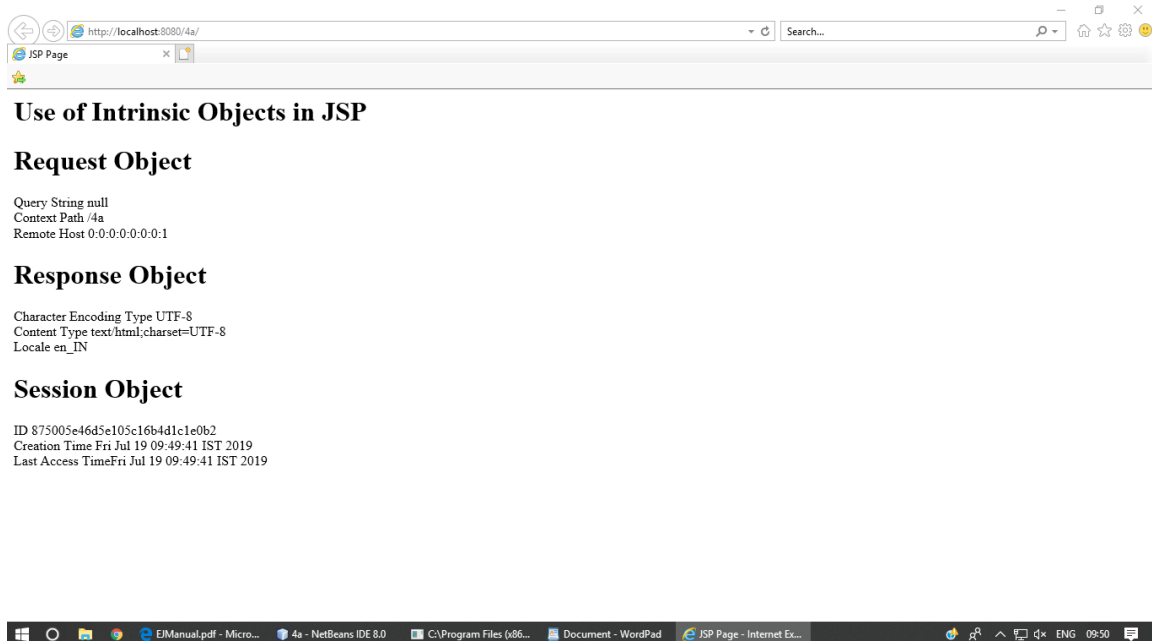 http://localhost:8080/4a/
Search...
JSP Page
Use of Intrinsic Objects in JSP
Request Object
Query String null
Context Path /4a
Remote Host 0:0:0:0:0:0:0:1
Response Object
Character Encoding Type UTF-8
Content Type text/html;charset=UTF-8
Locale en_IN
Session Object
ID 875005e46d5e105c16b4d1c1e0b2
Creation Time Fri Jul 19 09:49:41 IST 2019
Last Access TimeFri Jul 19 09:49:41 IST 2019
EJManual.pdf - Micro... 4a - NetBeans IDE 8.0 C:\Program Files (x86... Document - WordPad JSP Page - Internet Ex... ENG 09:50